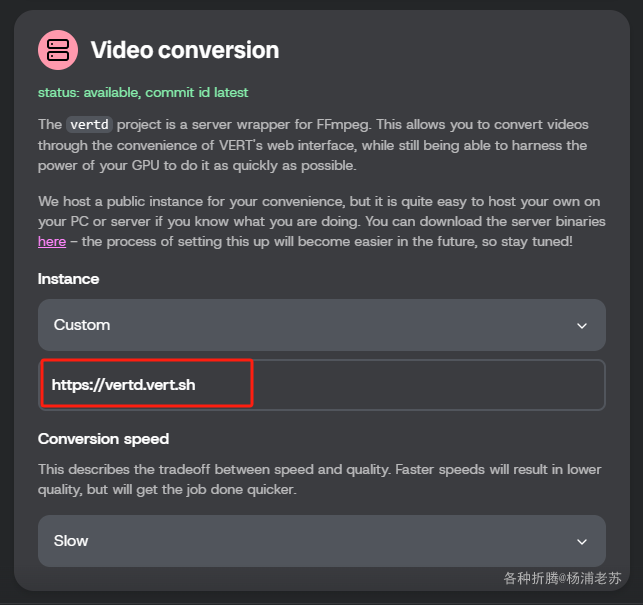 Video conversion
status: available, commit id latest
The vertd project is a server wrapper for FFmpeg. This allows you to convert videos
through the convenience of VERT's web interface, while still being able to harness the
power of your GPU to do it as quickly as possible.
We host a public instance for your convenience, but it is quite easy to host your own on
your PC or server if you know what you are doing. You can download the server binaries
here – the process of setting this up will become easier in the future, so stay tuned!
Instance
Custom
https://vertd.vert.sh
Conversion speed
This describes the tradeoff between speed and quality. Faster speeds will result in lower
quality, but will get the job done quicker.
Slow
各种折腾@杨浦老苏